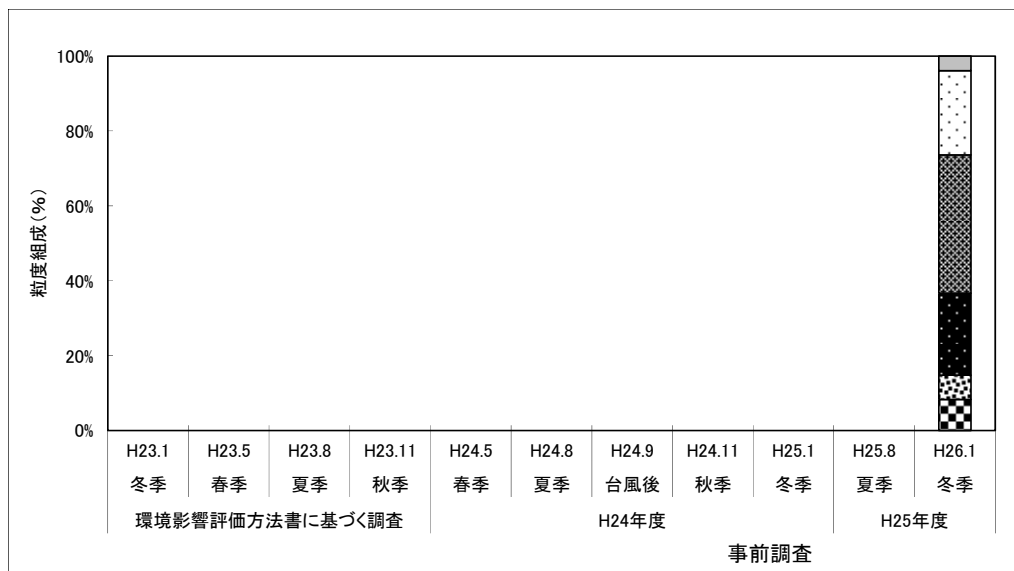 100%
80%
60%
40%
20%
0%
粒度組成(%)
H23.1 H23.5 H23.8 H23.11 H24.5 H24.8 H24.9 H24.11 H25.1 H25.8 H26.1
冬季 春季 夏季 秋季 春季 夏季 台風後 秋季 冬季 夏季 冬季
環境影響評価方法書に基づく調査 H24年度 H25年度
事前調査